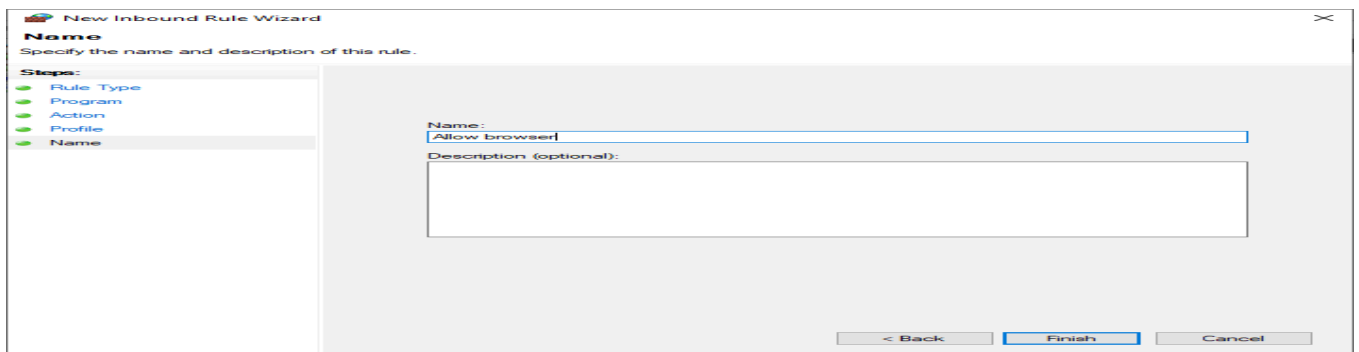 New Inbound Rule Wizard
Name
Specify the name and description of this rule.
Steps:
Rule Type
Program
Action
Profile
Name
Name:
Allow browser
Description (optional):
< Back
Finish
Cancel